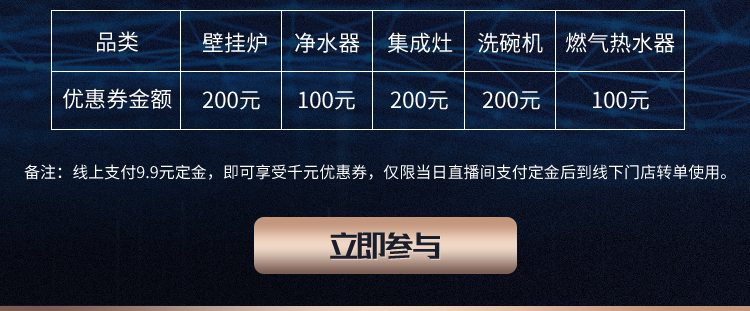 品类 壁挂炉 净水器 集成灶 洗碗机 燃气热水器
优惠券金额 200元 100元 200元 200元 100元
备注：线上支付9.9元定金，即可享受千元优惠券，仅限当日直播间支付定金后到线下门店转单使用。
立即参与